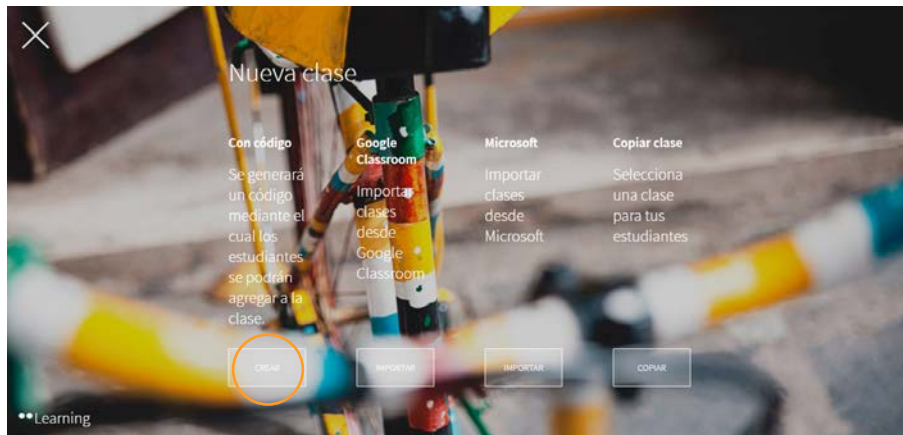 Nueva clase
Con código
Se generará
un código
mediante el
cual los
estudiantes
se podrán
agregar a la
clase.
CREAR
Google
Classroom
Importar
clases
desde
Google
Classroom
IMPORTAR
Microsoft
Importar
clases
desde
Microsoft
IMPORTAR
Copiar clase
Selecciona
una clase
para tus
estudiantes
COPIAR
Learning